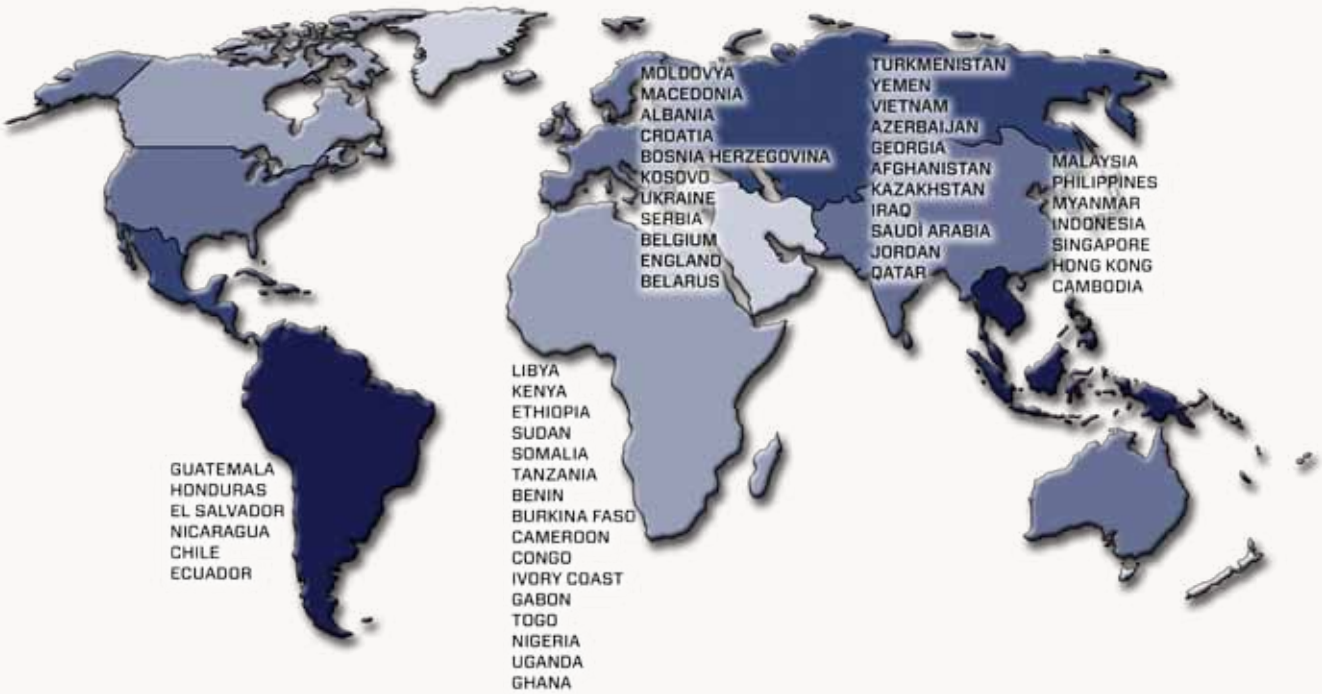 MOLDOVYA
MACEDONIA
ALBANIA
CROATIA
BOSNIA HERZEGOVINA
KOSOVO
UKRAINE
SERBIA
BELGIUM
ENGLAND
BELARUS
TURKMENISTAN
YEMEN
VIETNAM
AZERBAIJAN
GEORGIA
AFGHANISTAN
KAZAKHSTAN
IRAQ
SAUDİ ARABIA
JORDAN
QATAR
MALAYSIA
PHILIPPINES
MYANMAR
INDONESIA
SINGAPORE
HONG KONG
CAMBODIA
LIBYA
KENYA
ETHIOPIA
SUDAN
SOMALIA
TANZANIA
BENIN
BURKINA FASO
CAMEROON
CONGO
IVORY COAST
GABON
TOGO
NIGERIA
UGANDA
GHANA
GUATEMALA
HONDURAS
EL SALVADOR
NICARAGUA
CHILE
ECUADOR